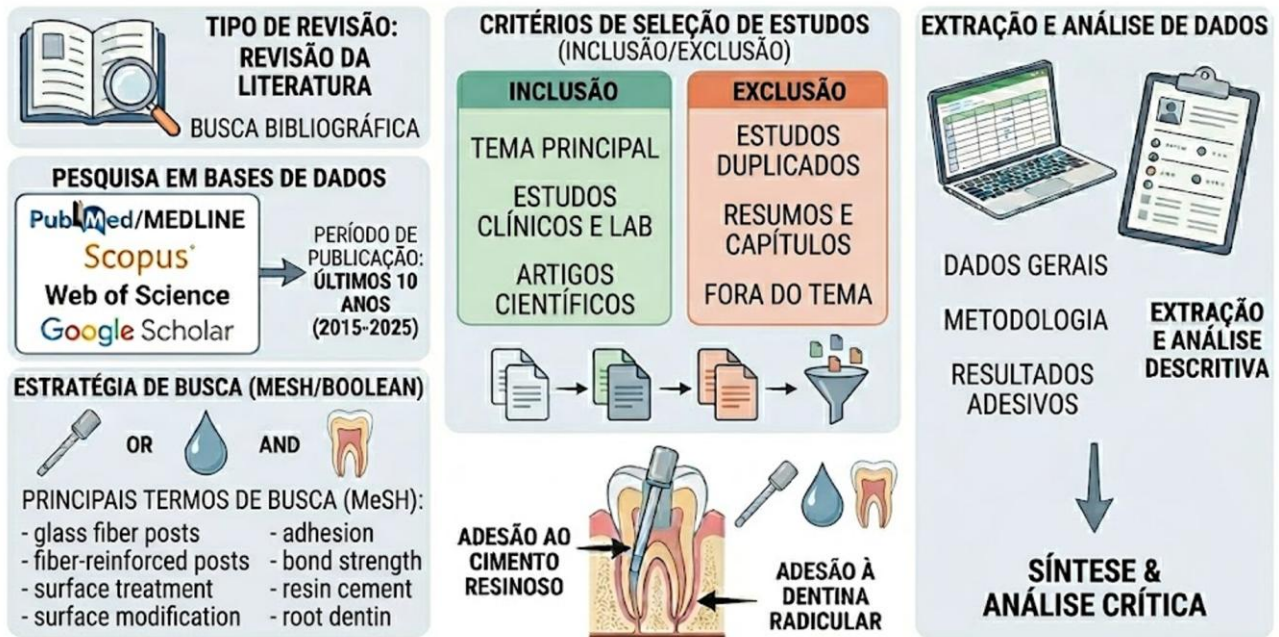 TIPO DE REVISÃO:
REVISÃO DA
LITERATURA
BUSCA BIBLIOGRÁFICA
PESQUISA EM BASES DE DADOS
PubMed/MEDLINE
Scopus
Web of Science
Google Scholar
PERÍODO DE
PUBLICAÇÃO:
ÚLTIMOS 10
ANOS
(2015-2025)
ESTRATÉGIA DE BUSCA (MESH/BOOLEAN)
OR
AND
PRINCIPAIS TERMOS DE BUSCA (MeSH):
- glass fiber posts
- fiber-reinforced posts
- surface treatment
- surface modification
- adhesion
- bond strength
- resin cement
- root dentin
CRITÉRIOS DE SELEÇÃO DE ESTUDOS
(INCLUSÃO/EXCLUSÃO)
INCLUSÃO
TEMA PRINCIPAL
ESTUDOS
CLÍNICOS E LAB
ARTIGOS
CIENTÍFICOS
EXCLUSÃO
ESTUDOS
DUPLICADOS
RESUMOS E
CAPÍTULOS
FORA DO TEMA
ADESÃO AO
CIMENTO
RESINOSO
ADESÃO À
DENTINA
RADICULAR
EXTRAÇÃO E ANÁLISE DE DADOS
DADOS GERAIS
METODOLOGIA
RESULTADOS
ADESIVOS
EXTRAÇÃO
E ANÁLISE
DESCRITIVA
SÍNTESE &
ANÁLISE CRÍTICA